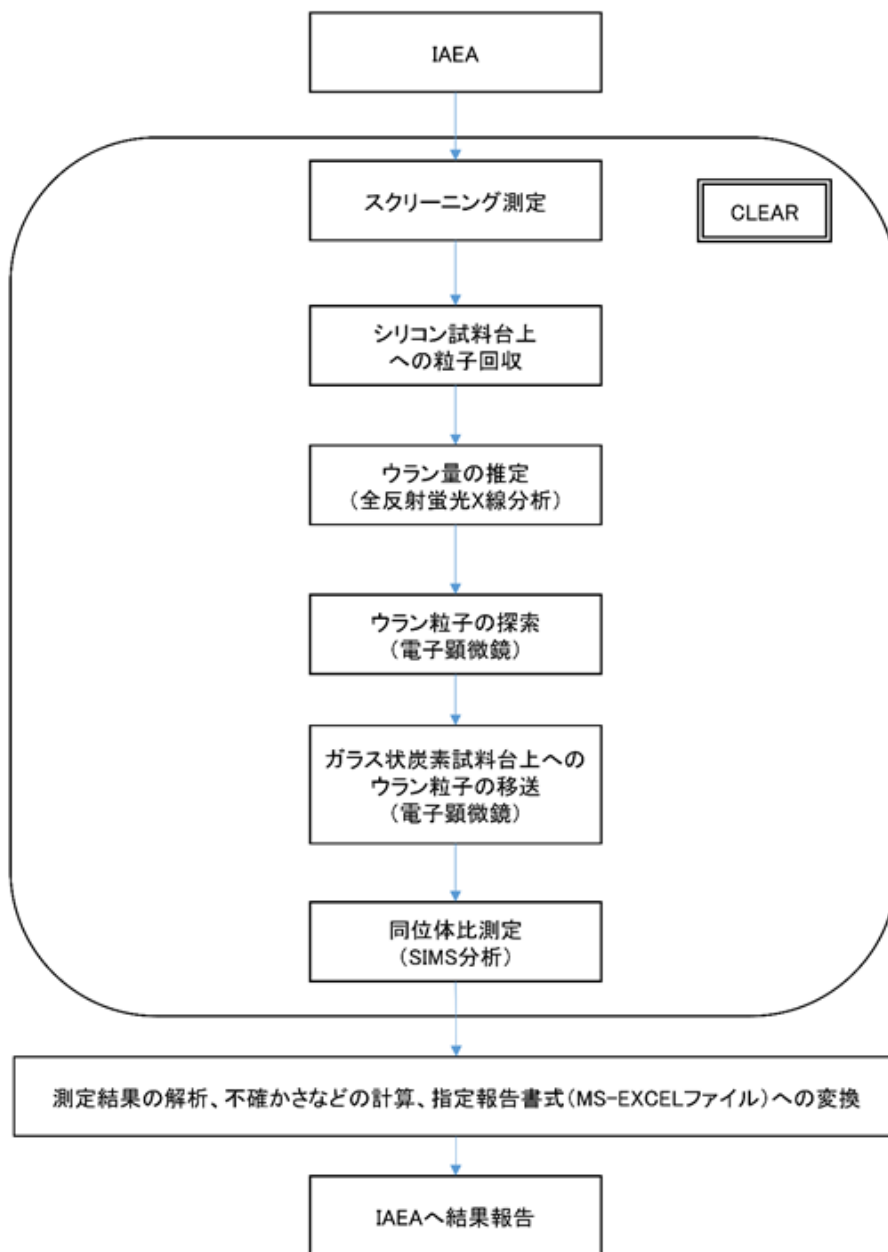 IAEA
スクリーニング測定
CLEAR
シリコン試料台上
への粒子回収
ウラン量の推定
（全反射蛍光X線分析）
ウラン粒子の探索
（電子顕微鏡）
ガラス状炭素試料台上への
ウラン粒子の移送
（電子顕微鏡）
同位体比測定
（SIMS分析）
測定結果の解析、不確かさなどの計算、指定報告書式（MS-EXCELファイル）への変換
IAEAへ結果報告